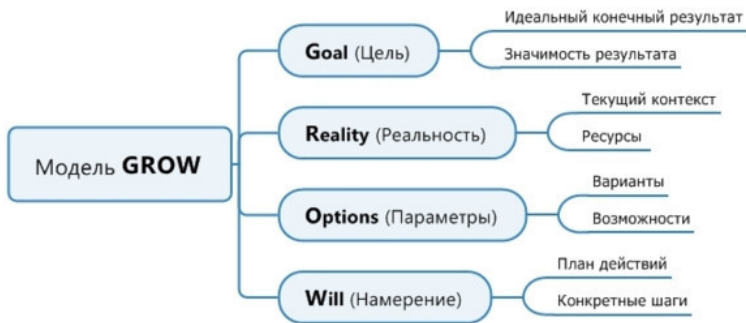 Модель GROW
Goal (Цель)
Идеальный конечный результат
Значимость результата
Reality (Реальность)
Текущий контекст
Ресурсы
Options (Параметры)
Варианты
Возможности
Will (Намерение)
План действий
Конкретные шаги